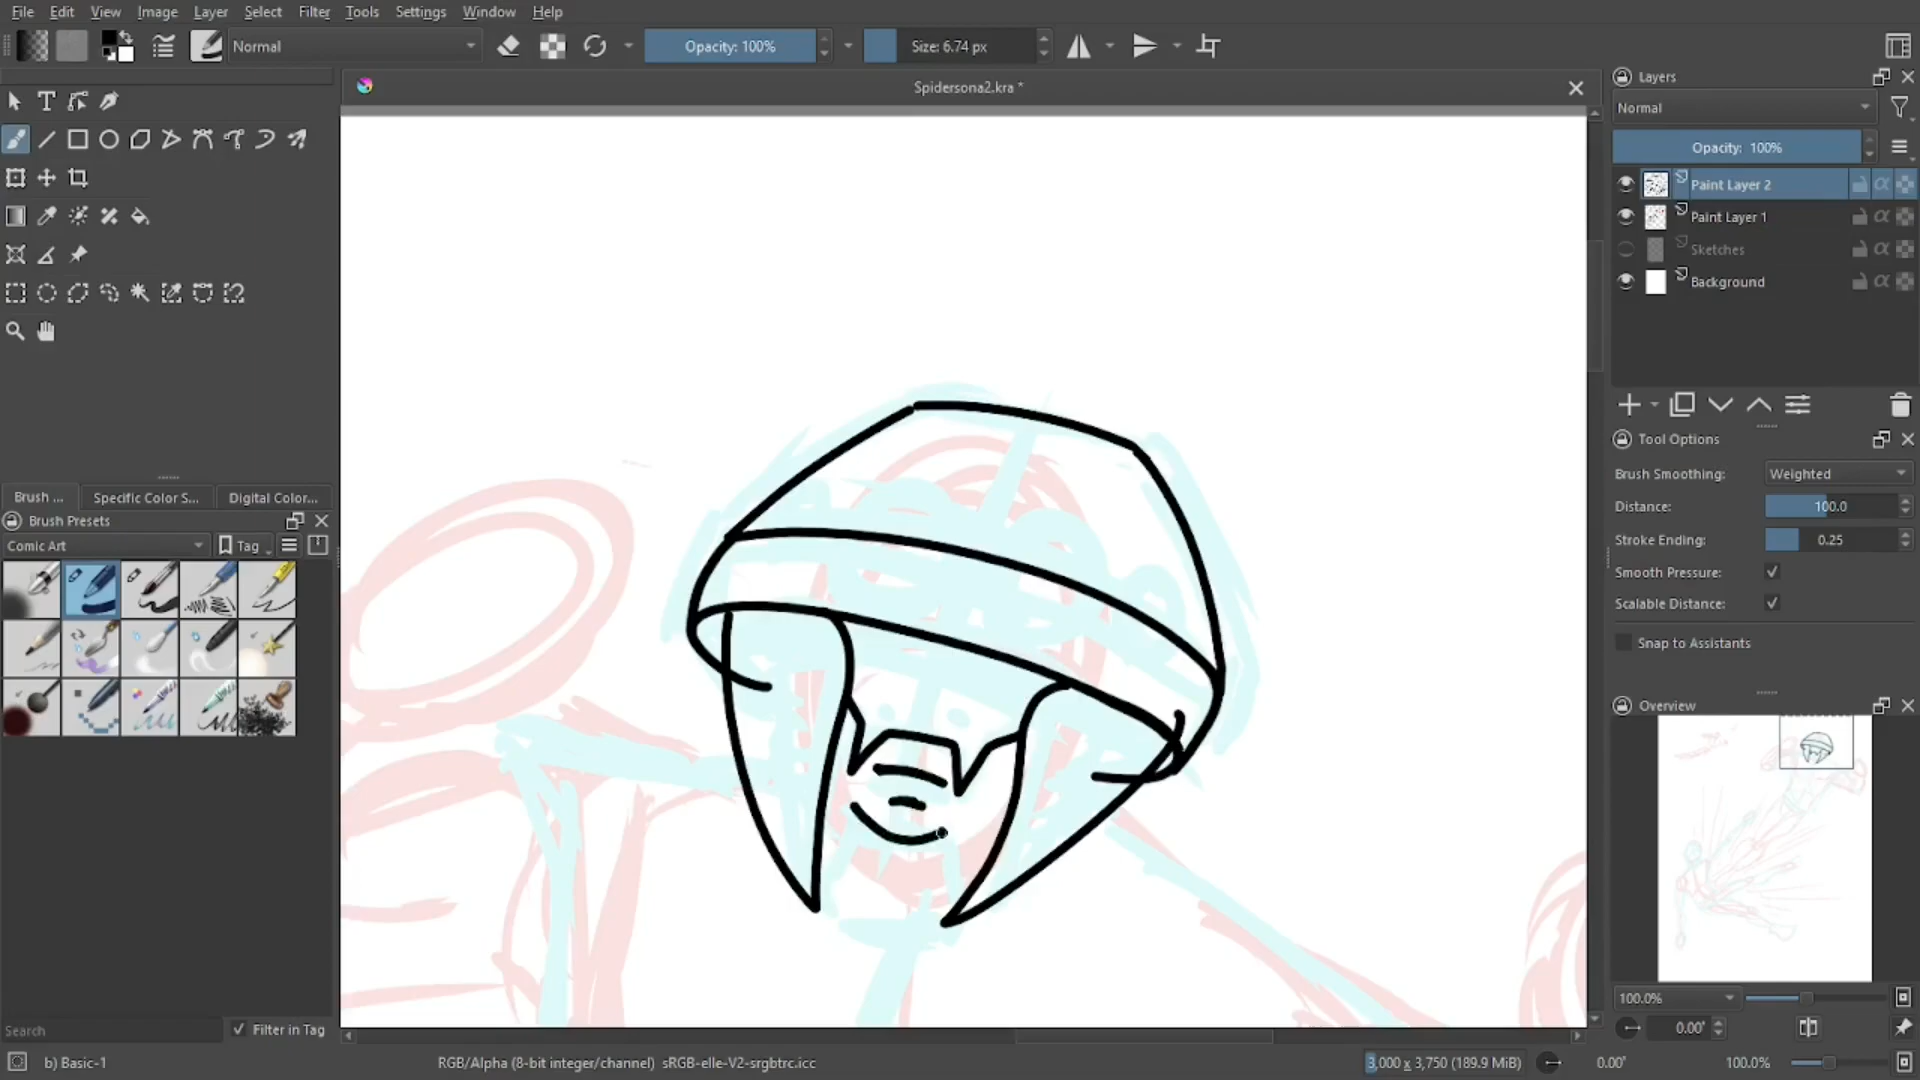 File Edit View Image Layer Select Filter Tools Settings Window Help
Normal
Opacity: 100%
Size: 6.74 px
Spidersona2.kra *
Layers
Normal
Opacity: 100%
Paint Layer 2
Paint Layer 1
Sketches
Background
Tool Options
Brush Smoothing: Weighted
Distance: 100.0
Stroke Ending: 0.25
Smooth Pressure:
Scalable Distance:
Snap to Assistants
Overview
100.0%
0.00°
Brush ... Specific Color S... Digital Color...
Brush Presets
Comic Art
Tag
Search
Filter in Tag
b) Basic-1
RGB/Alpha (8-bit integer/channel) sRGB-elle-V2-srgbtrc.icc
3,000 x 3,750 (189.9 MiB)
0.00°
100.0%